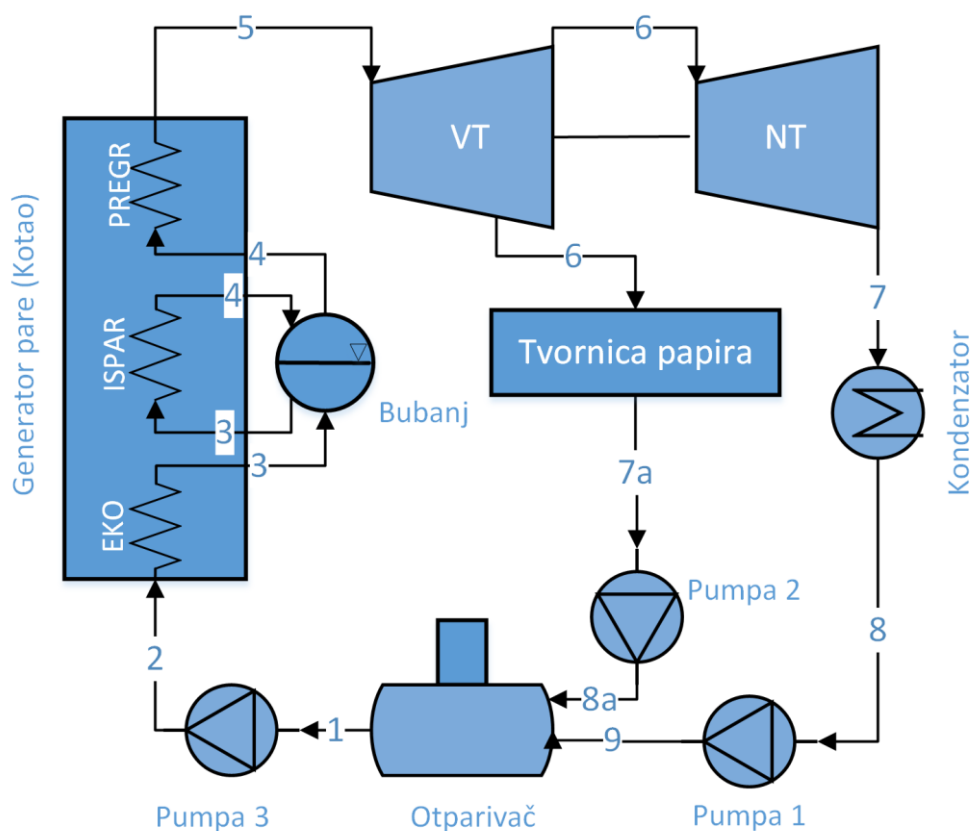 5
6
VT
NT
Generator pare (Kotao)
PREGR
4
6
4
7
ISPAR
Tvornica papira
Bubanj
3
3
Kondenzator
7a
EKO
Pumpa 2
8
2
8a
1
9
Pumpa 3
Otparivač
Pumpa 1